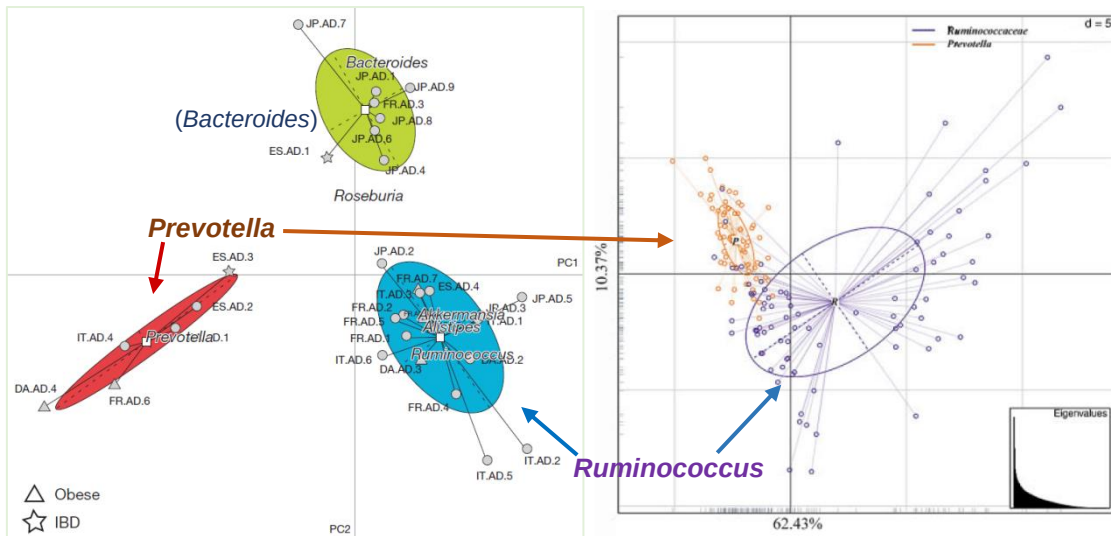 JP.AD.7
Bacteroides
JP.AD.1
JP.AD.9
FR.AD.3
(Bacteroides)
JP.AD.8
JP.AD.6
ES.AD.1
JP.AD.4
Roseburia
Prevotella
ES.AD.3
JP.AD.2
PC1
FR.AD.7
ES.AD.4
IT.AD.3
JP.AD.5
ES.AD.2
FR.AD.2
JP.AD.3
Akkermansia
FR.AD.5
IT.AD.1
Alistipes
IT.AD.4
Prevotella
D.1
FR.AD.1
Ruminococcus
IT.AD.6
DA.AD.2
DA.AD.3
DA.AD.4
FR.AD.6
FR.AD.4
IT.AD.2
IT.AD.5
Ruminococcus
Obese
IBD
PC2
Ruminococcaceae
Prevotella
d = 5
P
R
10.37%
62.43%
Eigenvalues